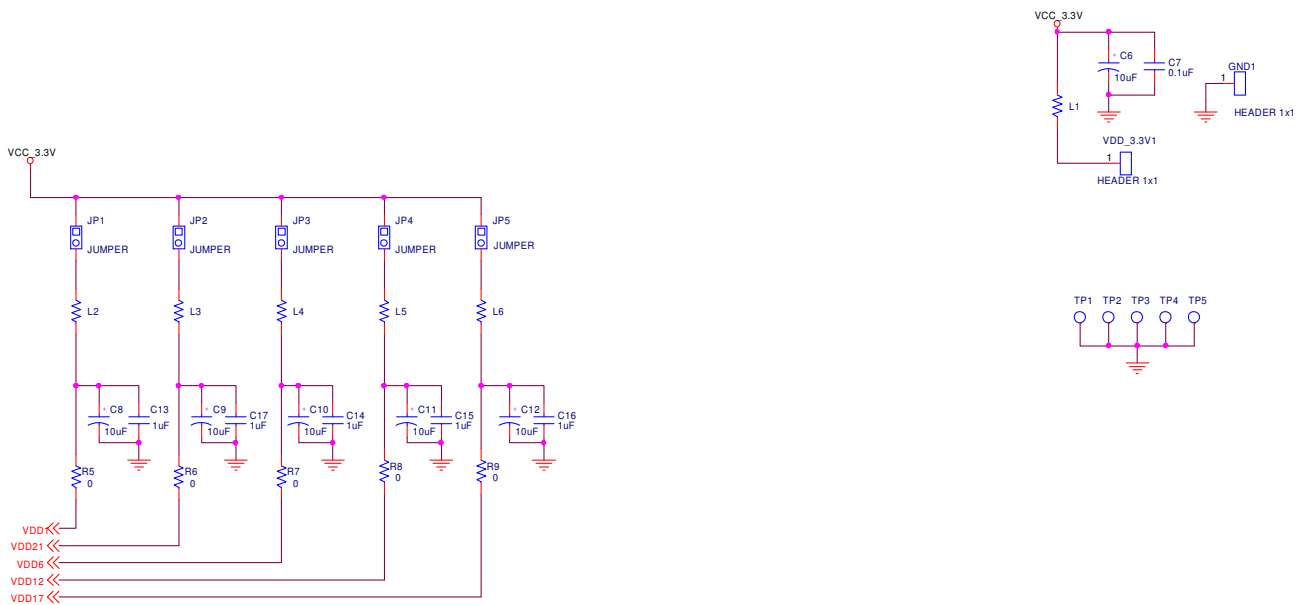 VCC_3.3V
C6
10uF
C7
0.1uF
GND1
1
HEADER 1x1
L1
VDD_3.3V1
1
HEADER 1x1
VCC_3.3V
JP1
JUMPER
JP2
JUMPER
JP3
JUMPER
JP4
JUMPER
JP5
JUMPER
L2
L3
L4
L5
L6
TP1 TP2 TP3 TP4 TP5
+ C8
10uF
C13
1uF
+ C9
10uF
C17
1uF
+ C10
10uF
C14
1uF
+ C11
10uF
C15
1uF
+ C12
10uF
C16
1uF
R5
0
R6
0
R7
0
R8
0
R9
0
VDD1
VDD21
VDD6
VDD12
VDD17